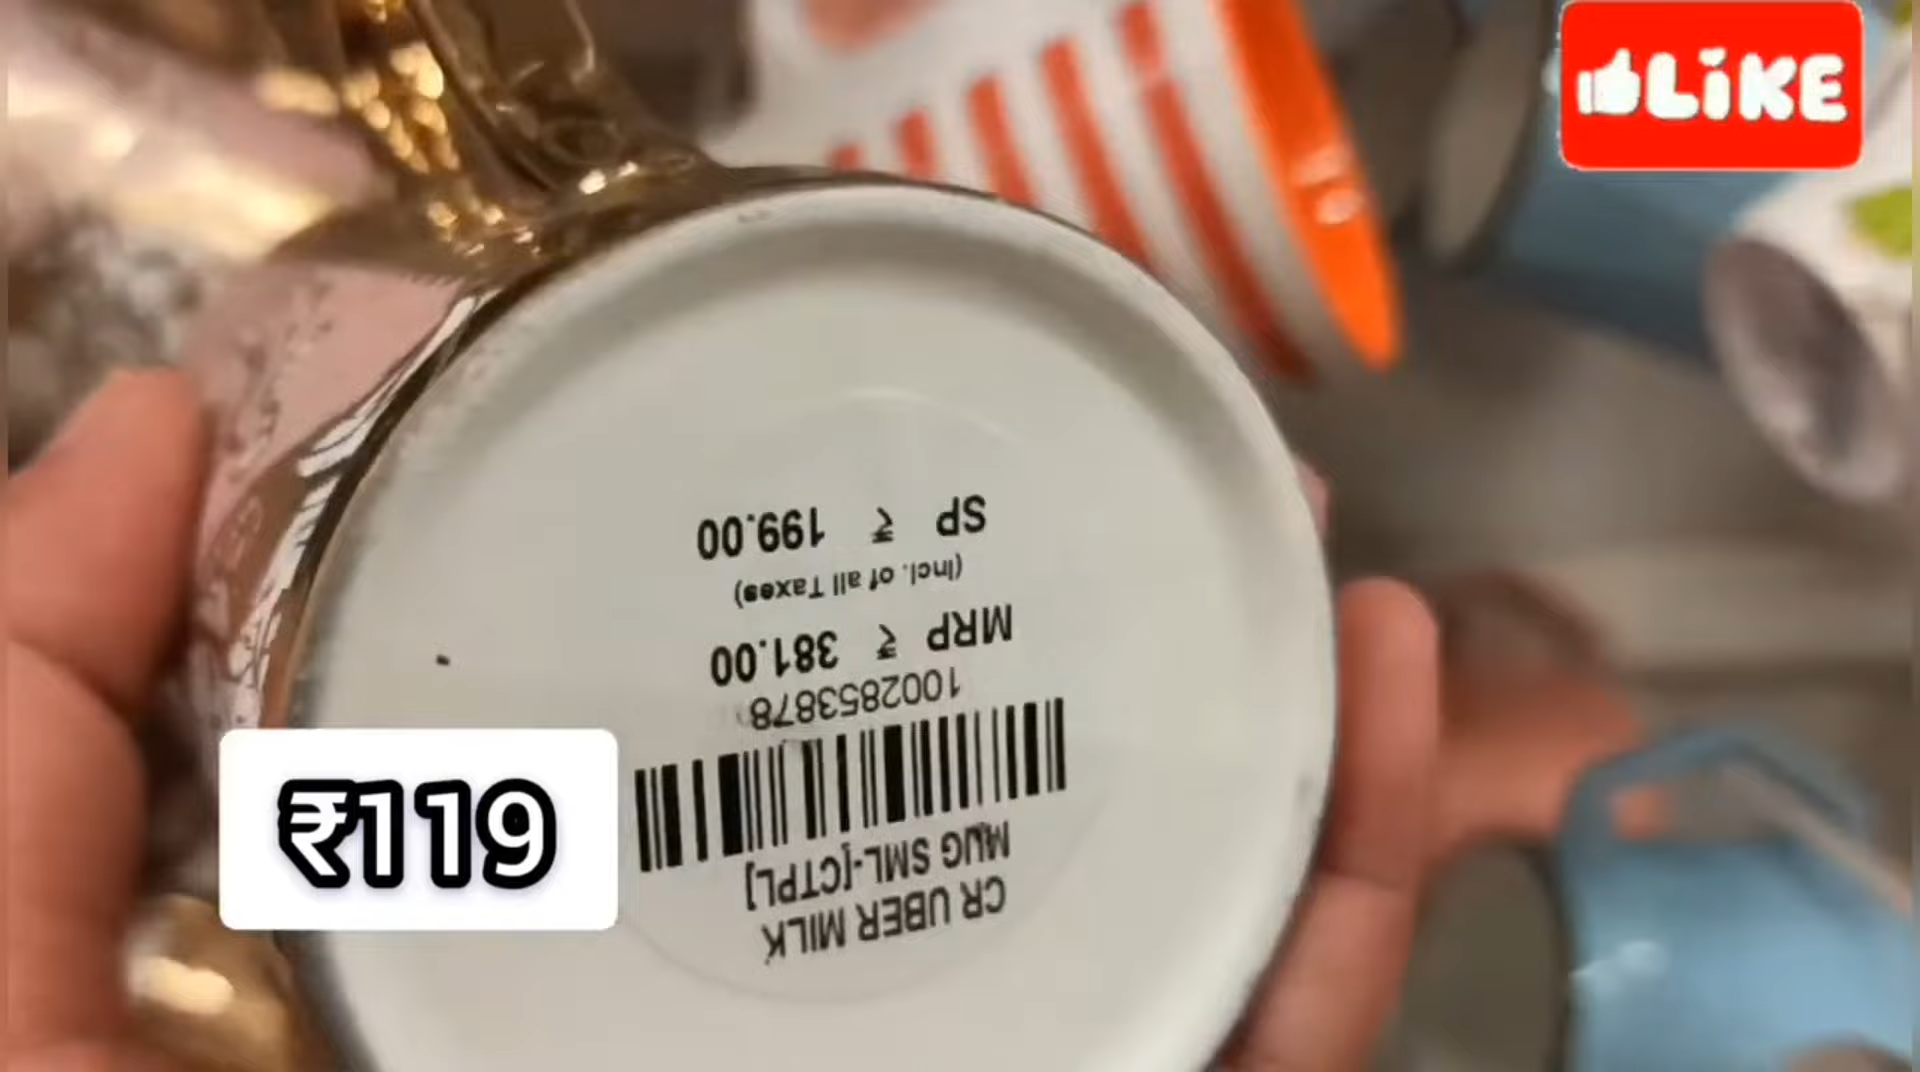 LiKE
CR UBER MILK
MUG SML-[CTPL]
1002853878
MRP ₹ 381.00
(Incl. of all Taxes)
SP ₹ 199.00
₹119